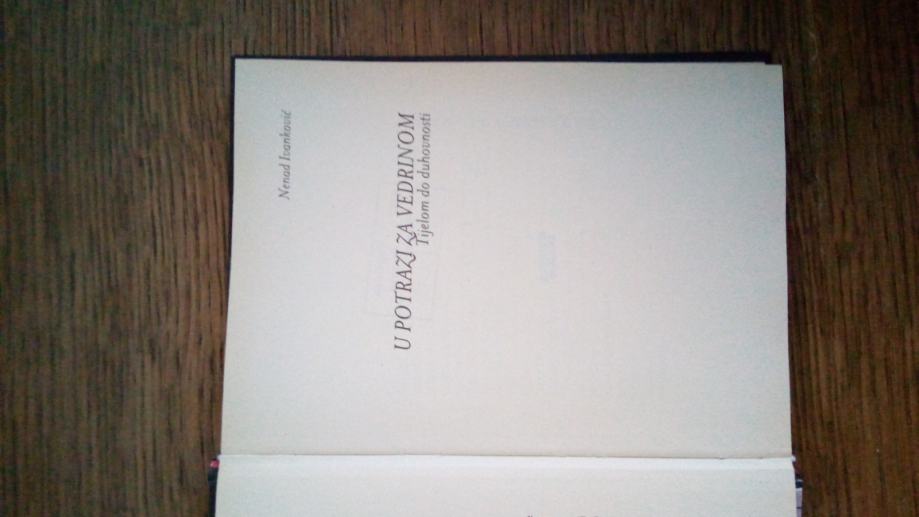 Nenad Ivanković
U POTRAZI ZA VEDRINOM
Tijelom do duhovnosti